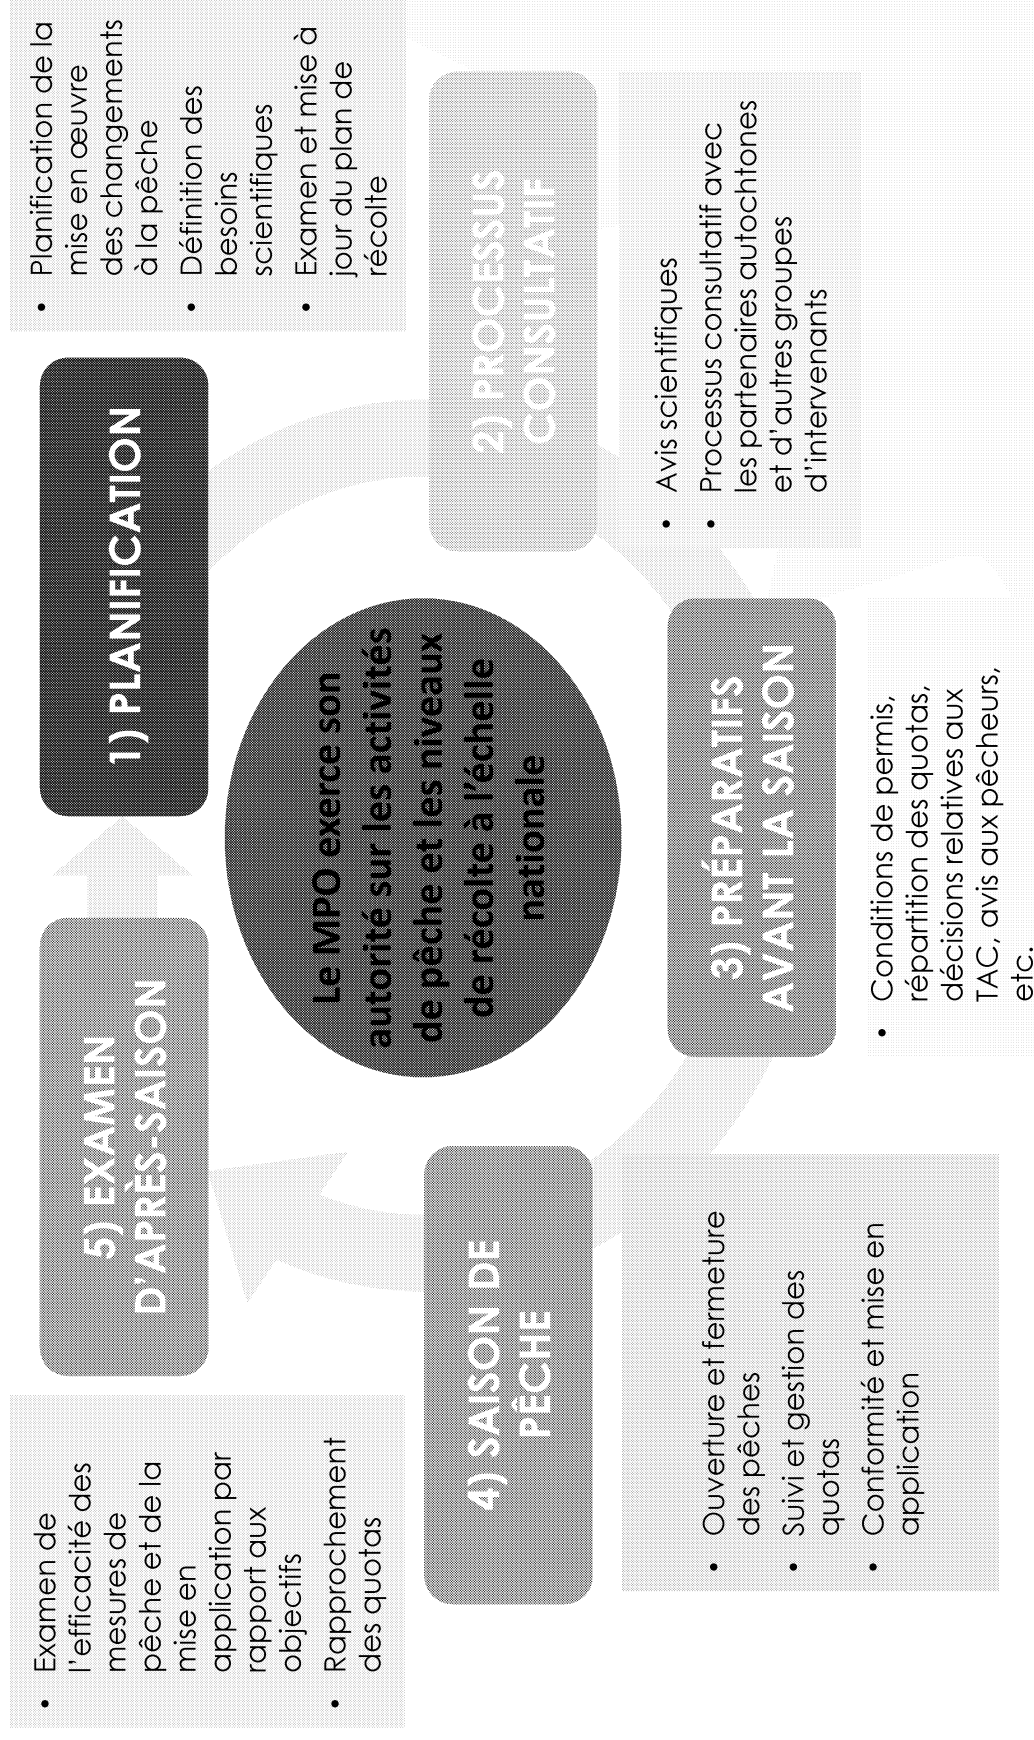 Le MPO exerce son
autorité sur les activités
de pêche et les niveaux
de récolte à l'échelle
nationale
1) PLANIFICATION
• Planification de la
mise en œuvre
des changements
à la pêche
• Définition des
besoins
scientifiques
• Examen et mise à
jour du plan de
récolte
2) PROCESSUS
CONSULTATIF
• Avis scientifiques
• Processus consultatif avec
les partenaires autochtones
et d'autres groupes
d'intervenants
3) PRÉPARATIFS
AVANT LA SAISON
• Conditions de permis,
répartition des quotas,
décisions relatives aux
TAC, avis aux pêcheurs,
etc.
4) SAISON DE
PÊCHE
• Ouverture et fermeture
des pêches
• Suivi et gestion des
quotas
• Conformité et mise en
application
5) EXAMEN
D'APRÈS-SAISON
• Examen de
l'efficacité des
mesures de
pêche et de la
mise en
application par
rapport aux
objectifs
• Rapprochement
des quotas